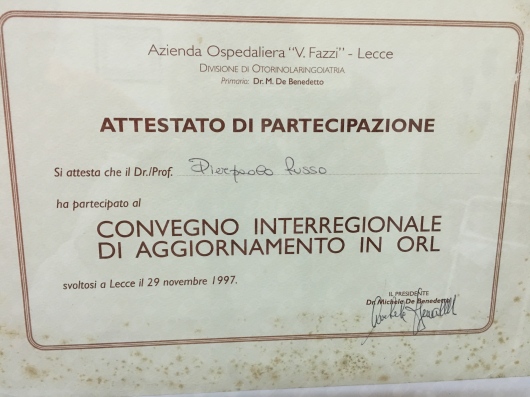 Azienda Ospedaliera "V. Fazzi" - Lecce
Divisione di Otorinolaringoiatria
Primario: Dr. M. De Benedetto
ATTESTATO DI PARTECIPAZIONE
Si attesta che il Dr./Prof. Pierpaolo Russo
ha partecipato al
CONVEGNO INTERREGIONALE
DI AGGIORNAMENTO IN ORL
svoltosi a Lecce il 29 novembre 1997.
IL PRESIDENTE
Dr. Michele De Benedetto